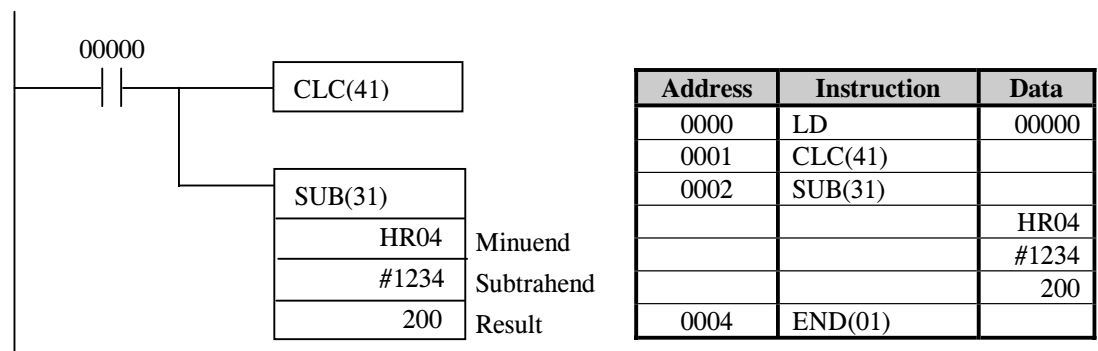 00000
CLC(41)
SUB(31)
HR04 Minuend
#1234 Subtrahend
200 Result
Address Instruction Data
0000 LD 00000
0001 CLC(41)
0002 SUB(31)
HR04
#1234
200
0004 END(01)